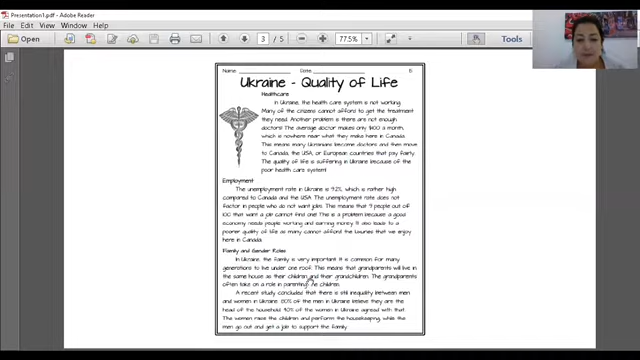 Presentation1.pdf - Adobe Reader
File Edit View Window Help
Open 3 / 5 77.5% Tools
Name Date 5
Ukraine - Quality of Life
Healthcare
In Ukraine, the health care system is not working.
Many of the citizens cannot afford to get the treatment
they need. Another problem is there are not enough
doctors! The average doctor makes only $400 a month,
which is nowhere near what they make here in Canada.
This means many Ukrainians become doctors and then move
to Canada, the USA, or European countries that pay fairly.
The quality of life is suffering in Ukraine because of the
poor health care system!
Employment
The unemployment rate in Ukraine is 9.2%, which is rather high
compared to Canada and the USA. The unemployment rate does not
factor in people who do not want jobs. This means that 9 people out of
100 that want a job cannot find one! This is a problem because a good
economy needs people working and earning money. It also leads to a
poorer quality of life as many cannot afford the luxuries that we enjoy
here in Canada.
Family and Gender Roles
In Ukraine, the family is very important. It is common for many
generations to live under one roof. This means that grandparents will live in
the same house as their children and their grandchildren. The grandparents
often take on a role in parenting the children.
A recent study concluded that there is still inequality between men
and women in Ukraine. 60% of the men in Ukraine believe they are the
head of the household. 40% of the women in Ukraine agreed with that.
The women raise the children and perform the housekeeping, while the
men go out and get a job to support the family.